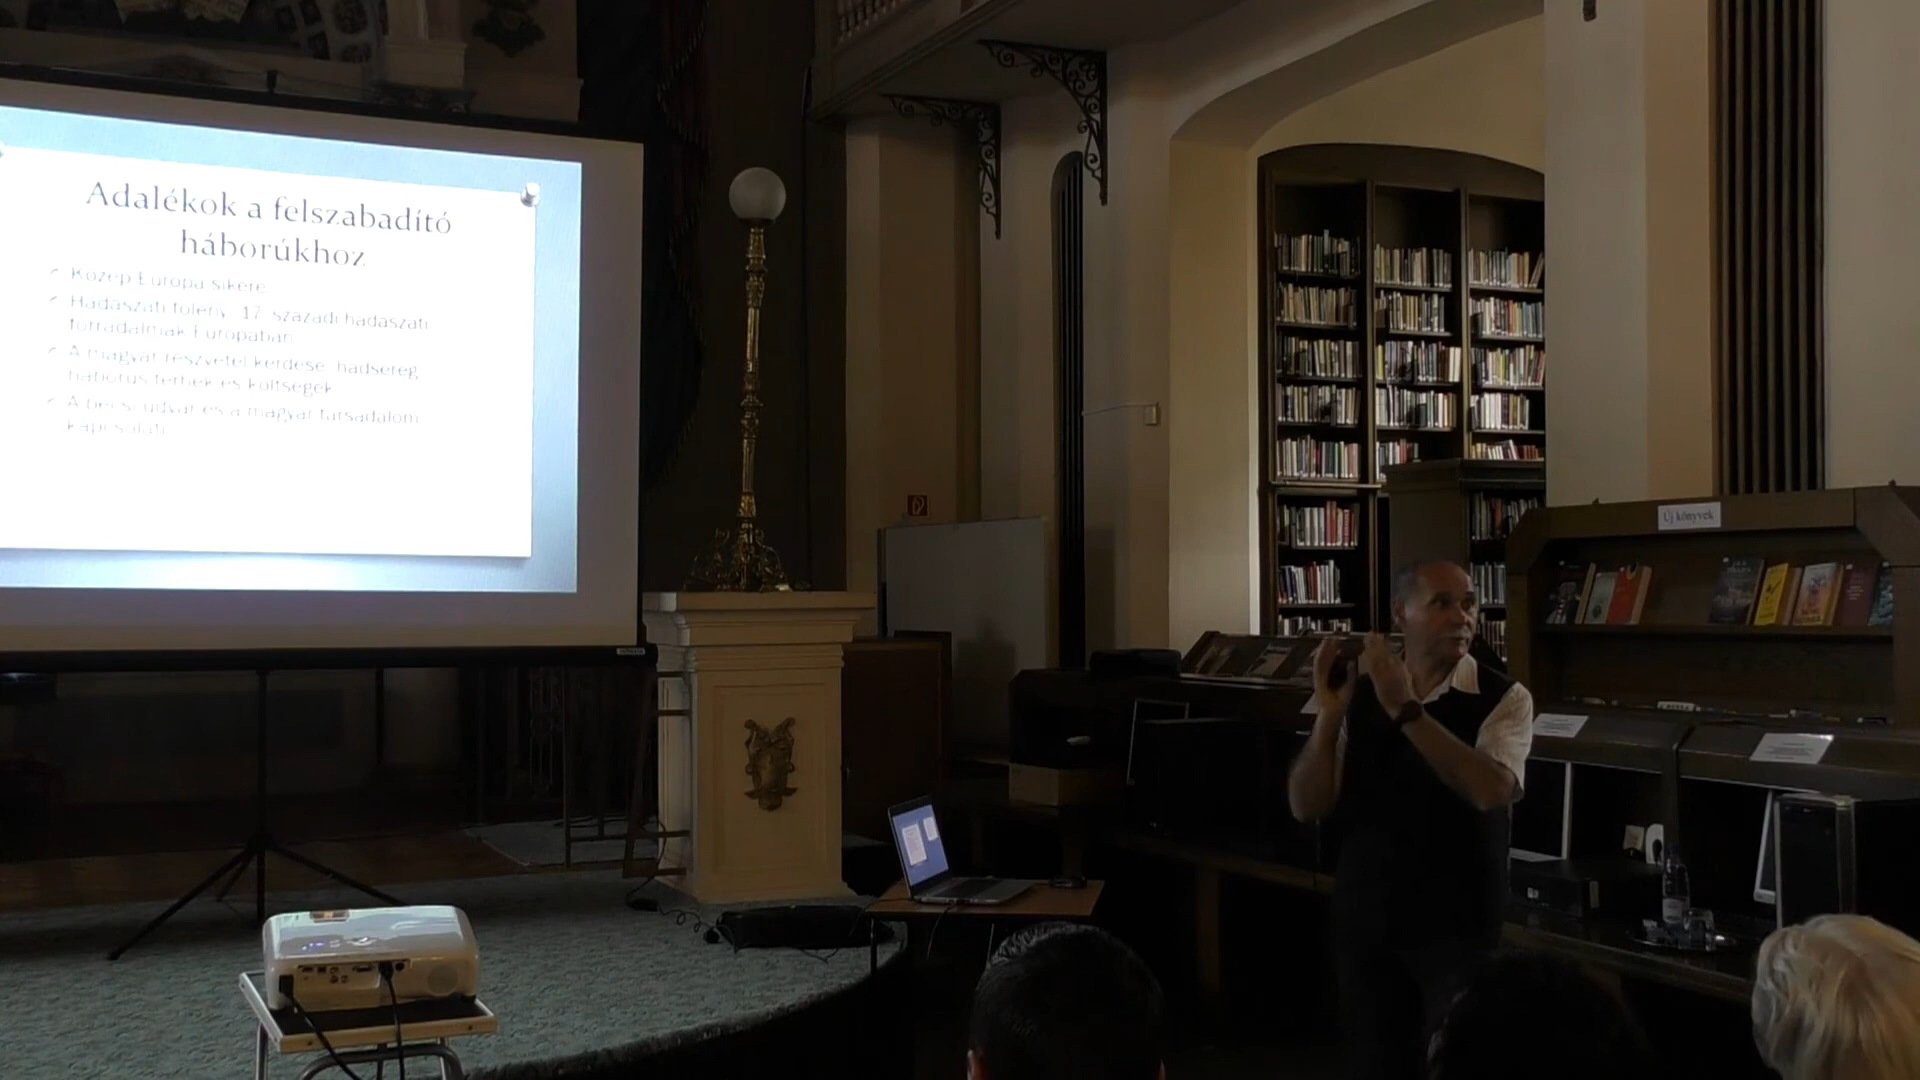 Adalékok a felszabadító
háborúkhoz
Közép Európa sikere
Hadászati fölény, 17. századi hadászati
forradalmak Európában
A magyar részvétel kérdése, hadsereg,
háborús terhek és költségek
A bécsi udvar és a magyar társadalom
kapcsolati
Új könyvek